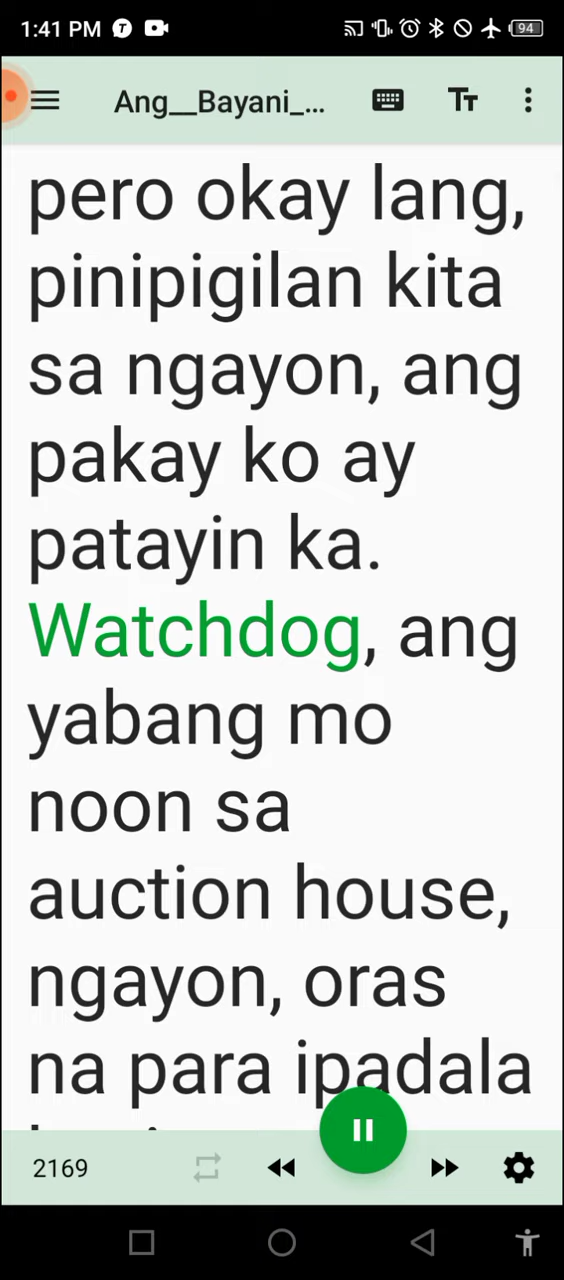 1:41 PM
94
Ang__Bayani_...
pero okay lang,
pinipigilan kita
sa ngayon, ang
pakay ko ay
patayin ka.
Watchdog, ang
yabang mo
noon sa
auction house,
ngayon, oras
na para ipadala
2169